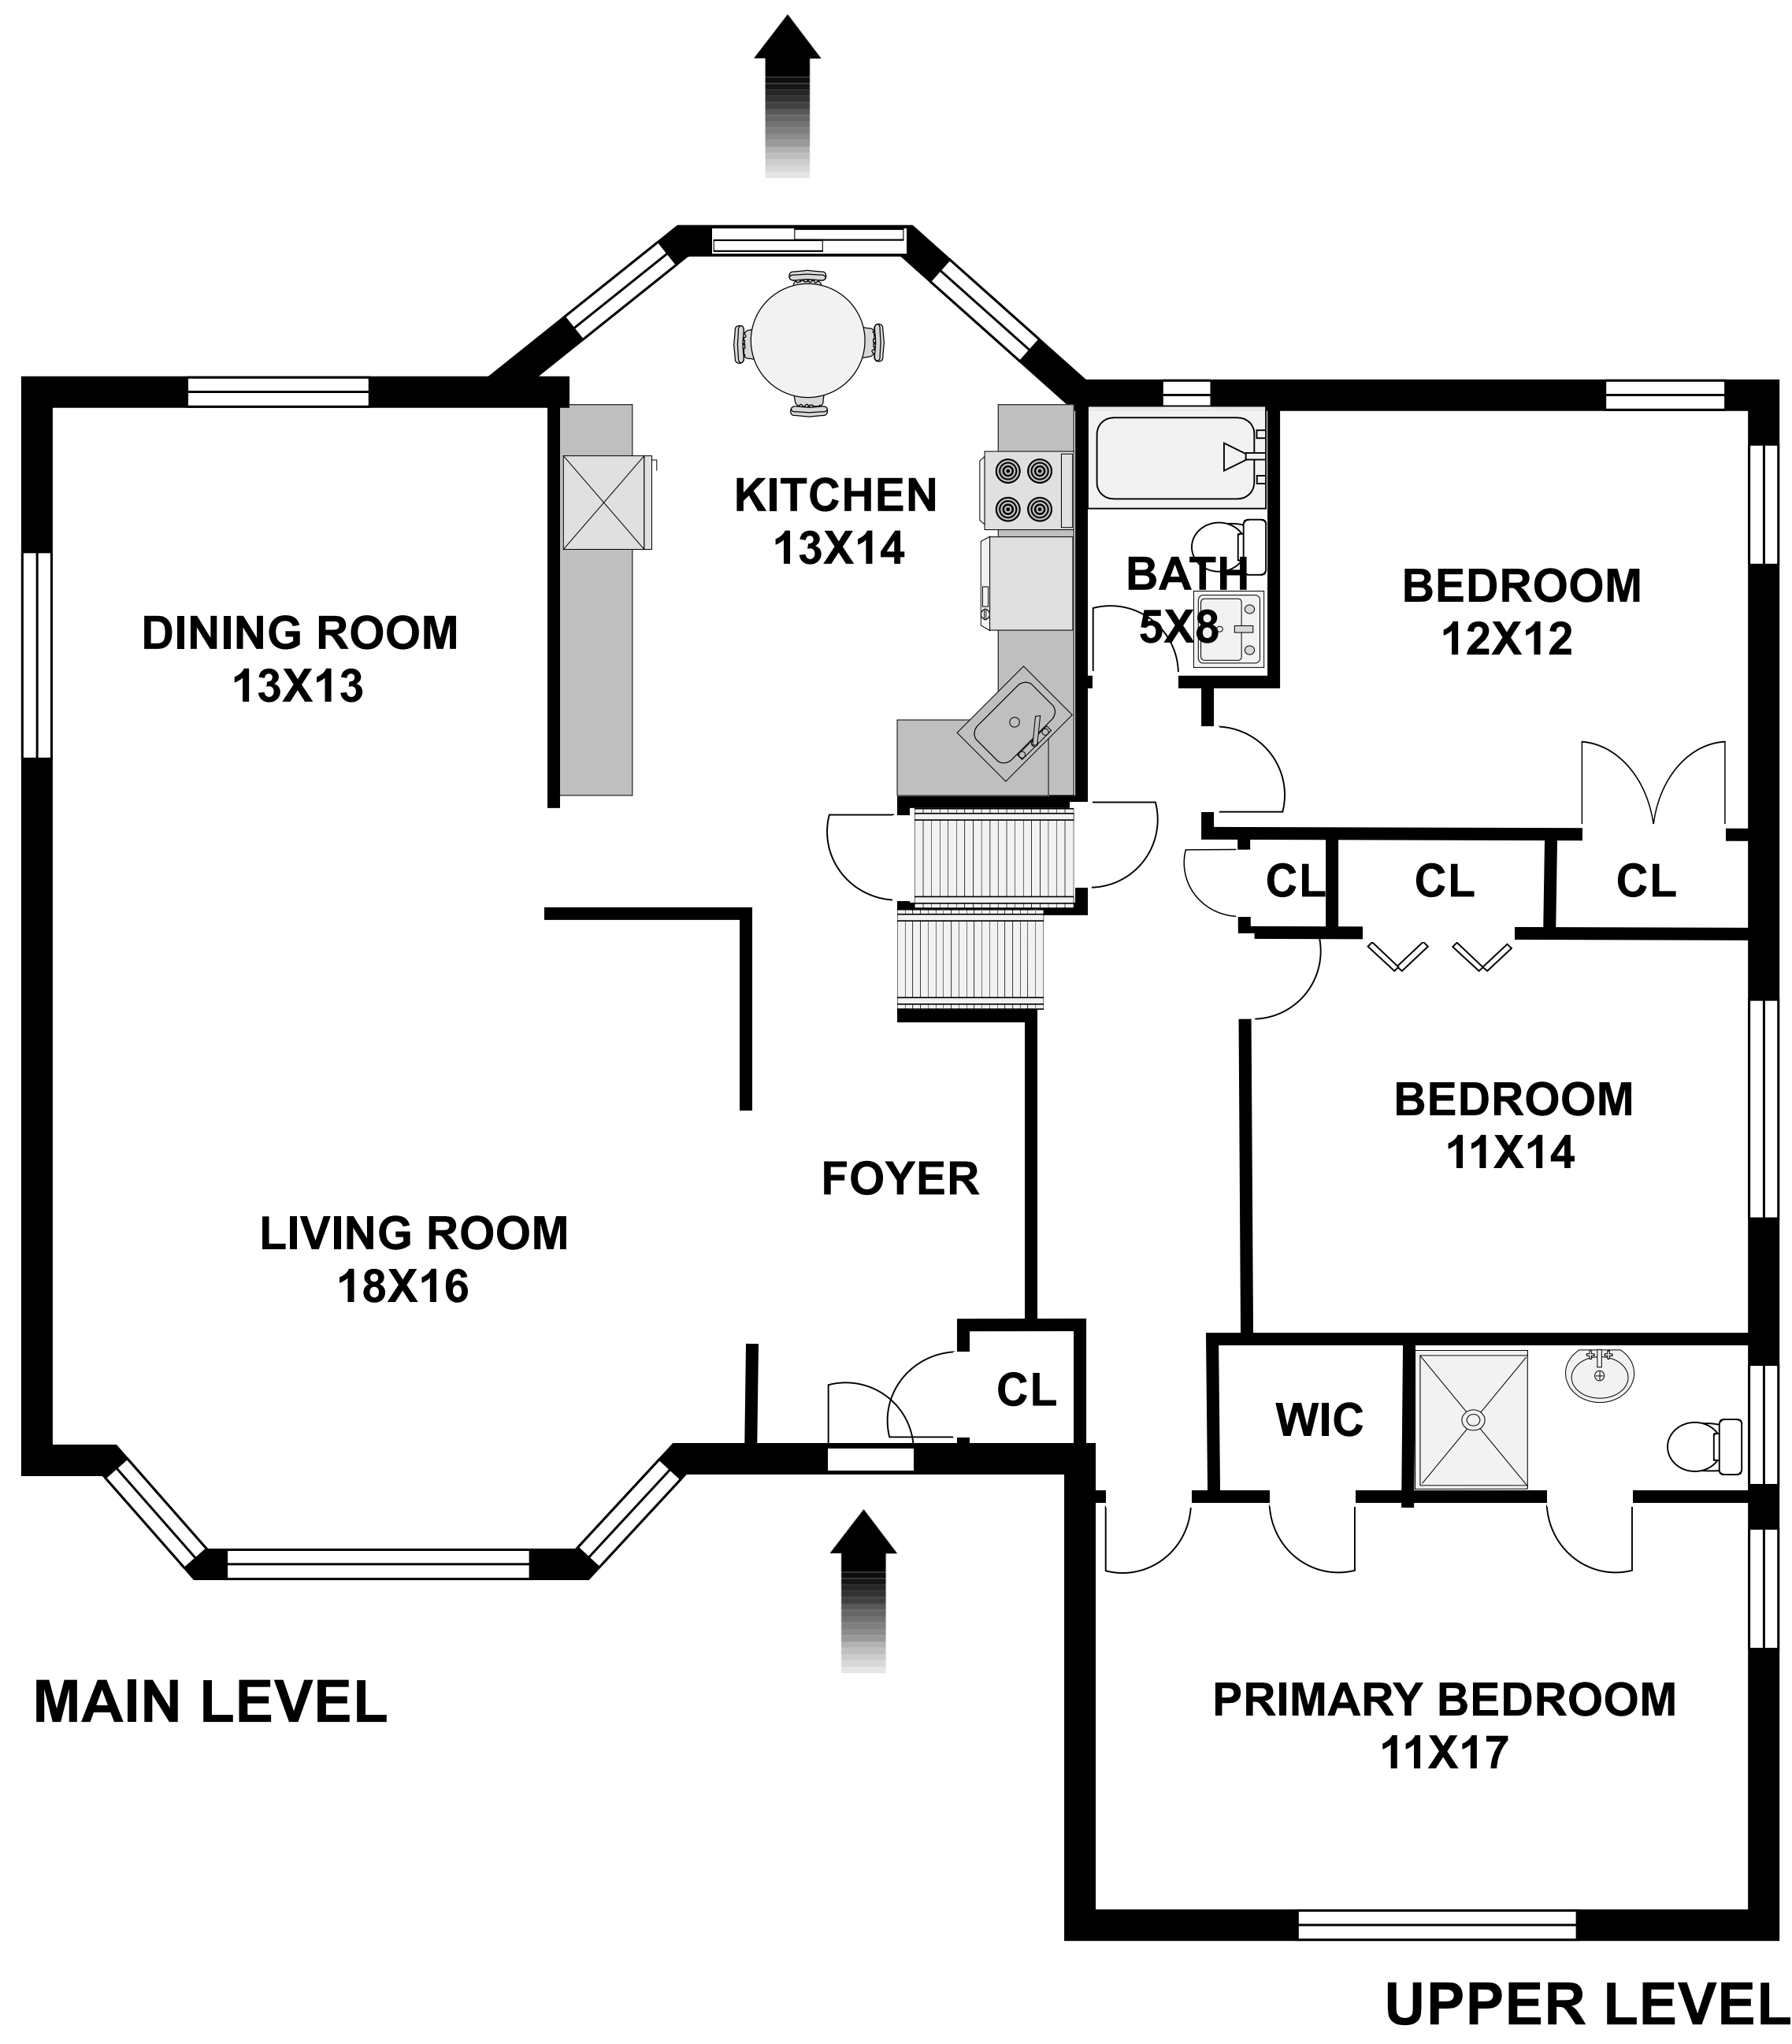 KITCHEN
13X14
BATH
5X8
BEDROOM
12X12
DINING ROOM
13X13
CL
CL
CL
BEDROOM
11X14
FOYER
LIVING ROOM
18X16
CL
WIC
MAIN LEVEL
PRIMARY BEDROOM
11X17
UPPER LEVEL